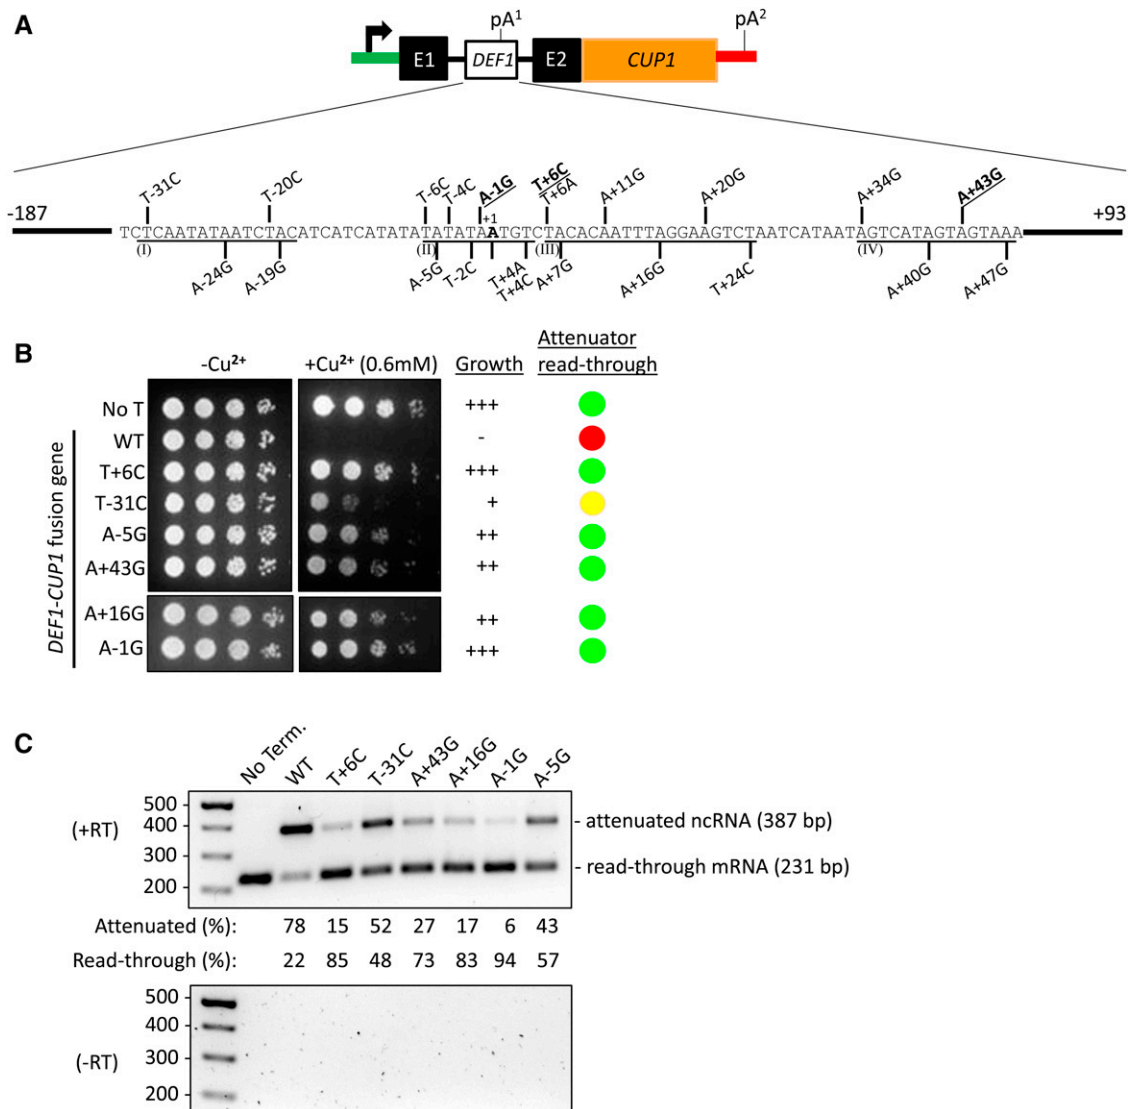 A
pA¹ pA²
E1 DEF1 E2 CUP1
T-31C T-20C T-6C T-4C A-1G T+6C T+6A A+11G A+20G A+34G A+43G
-187 +1 +93
TCTCAATATAATCTACATCATCATATATATATAAATGTCTACACAATTTAGGAAGTCTAATCATAATAGTCATAGTAGTAAA
(I) (II) (III) (IV)
A-24G A-19G A-5G T-2C T+4A T+4C A+7G A+16G T+24C A+40G A+47G
B
-Cu²⁺ +Cu²⁺ (0.6mM) Growth Attenuator read-through
DEF1-CUP1 fusion gene
No T +++
WT -
T+6C +++
T-31C +
A-5G ++
A+43G ++
A+16G ++
A-1G +++
C
No Term. WT T+6C T-31C A+43G A+16G A-1G A-5G
(+RT)
500
400 - attenuated ncRNA (387 bp)
300
200 - read-through mRNA (231 bp)
Attenuated (%): 78 15 52 27 17 6 43
Read-through (%): 22 85 48 73 83 94 57
(-RT)
500
400
300
200